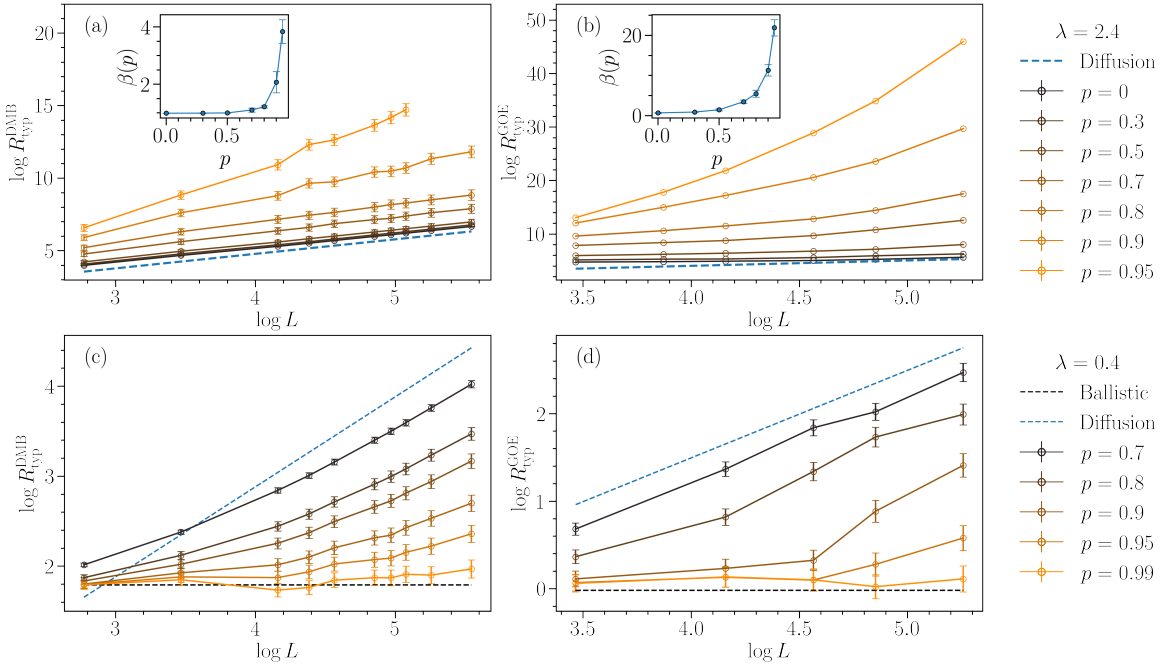 (a)
20
15
10
5
3
4
5
log R_typ^DMB
log L
4
2
β(p)
0.0
0.5
p
(b)
50
40
30
20
10
3.5
4.0
4.5
5.0
log R_typ^GOE
log L
20
0
β(p)
0.0
0.5
p
λ = 2.4
Diffusion
p = 0
p = 0.3
p = 0.5
p = 0.7
p = 0.8
p = 0.9
p = 0.95
(c)
4
3
2
3
4
5
log R_typ^DMB
log L
(d)
2
1
0
3.5
4.0
4.5
5.0
log R_typ^GOE
log L
λ = 0.4
Ballistic
Diffusion
p = 0.7
p = 0.8
p = 0.9
p = 0.95
p = 0.99